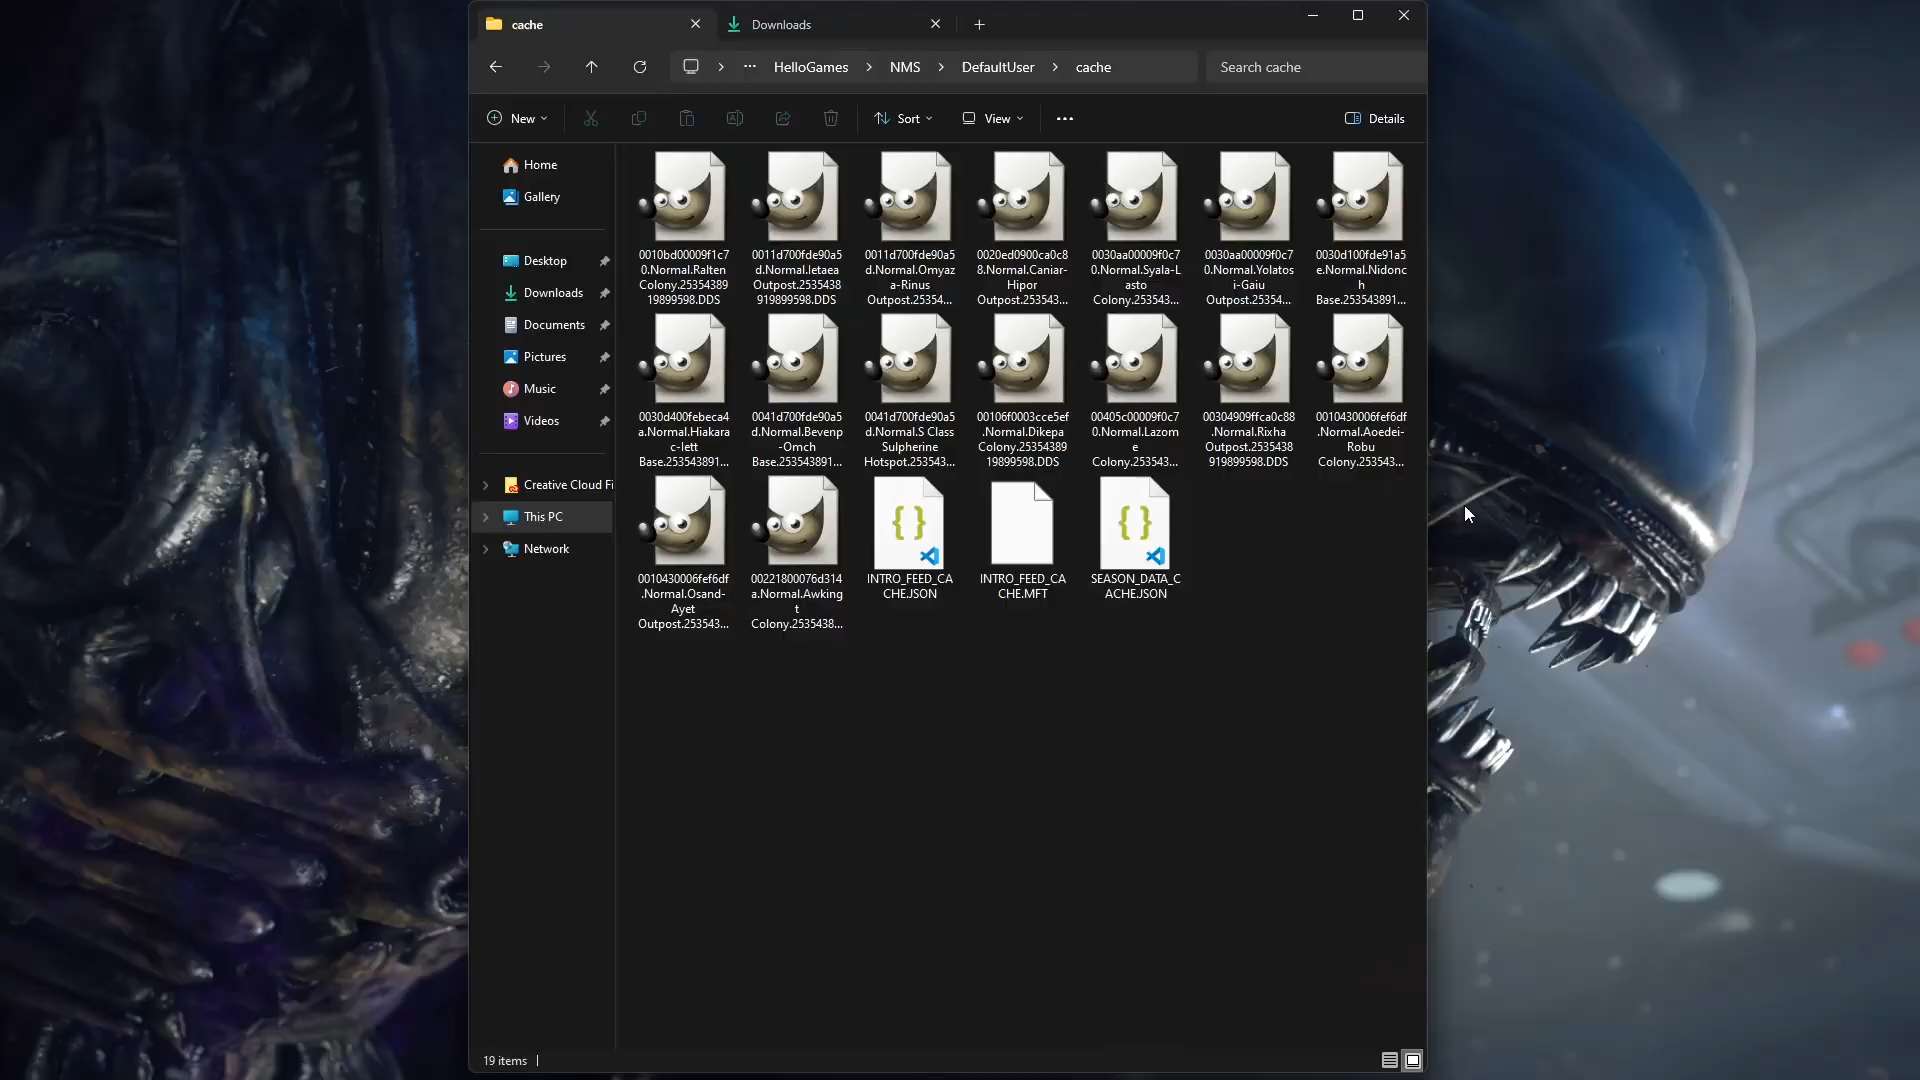 cache
Downloads
HelloGames
NMS
DefaultUser
cache
Search cache
New
Sort
View
Details
Home
Gallery
Desktop
Downloads
Documents
Pictures
Music
Videos
Creative Cloud Fi
This PC
Network
0010bd00009f1c7
0.Normal.Ralten
Colony.25354389
19899598.DDS
0011d700fde90a5
d.Normal.Ietaea
Outpost.2535438
919899598.DDS
0011d700fde90a5
d.Normal.Omyaz
a-Rinus
Outpost.25354...
0020ed0900ca0c8
8.Normal.Caniar-
Hipor
Outpost.253543...
0030aa00009f0c7
0.Normal.Syala-L
asto
Colony.253543...
0030aa00009f0c7
0.Normal.Yolatos
i-Gaiu
Outpost.25354...
0030d100fde91a5
e.Normal.Nidonc
h
Base.253543891...
0030d400febeca4
a.Normal.Hiakara
c-Iett
Base.253543891...
0041d700fde90a5
d.Normal.Bevenp
-Omch
Base.253543891...
0041d700fde90a5
d.Normal.S Class
Sulpherine
Hotspot.253543...
00106f0003cce5ef
.Normal.Dikepa
Colony.25354389
19899598.DDS
00405c00009f0c7
0.Normal.Lazom
e
Colony.253543...
00304909ffca0c88
.Normal.Rixha
Outpost.2535438
919899598.DDS
0010430006fef6df
.Normal.Aoedei-
Robu
Colony.253543...
0010430006fef6df
.Normal.Osand-
Ayet
Outpost.253543...
00221800076d314
a.Normal.Awking
t
Colony.2535438...
INTRO_FEED_CA
CHE.JSON
INTRO_FEED_CA
CHE.MFT
SEASON_DATA_C
ACHE.JSON
19 items